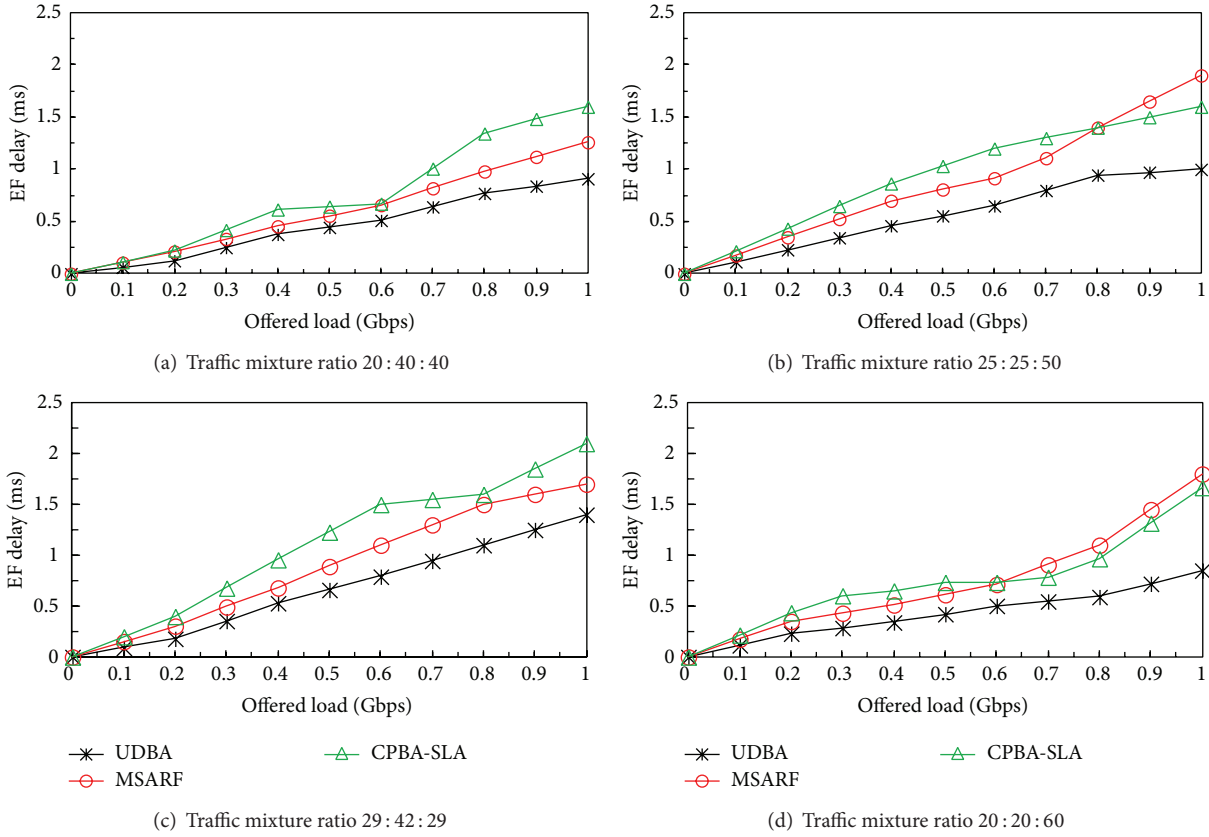 2.5
2
1.5
1
0.5
0
EF delay (ms)
0 0.1 0.2 0.3 0.4 0.5 0.6 0.7 0.8 0.9 1
Offered load (Gbps)
(a) Traffic mixture ratio 20 : 40 : 40
2.5
2
1.5
1
0.5
0
EF delay (ms)
0 0.1 0.2 0.3 0.4 0.5 0.6 0.7 0.8 0.9 1
Offered load (Gbps)
(b) Traffic mixture ratio 25 : 25 : 50
2.5
2
1.5
1
0.5
0
EF delay (ms)
0 0.1 0.2 0.3 0.4 0.5 0.6 0.7 0.8 0.9 1
Offered load (Gbps)
UDBA
MSARF
CPBA-SLA
(c) Traffic mixture ratio 29 : 42 : 29
2.5
2
1.5
1
0.5
0
EF delay (ms)
0 0.1 0.2 0.3 0.4 0.5 0.6 0.7 0.8 0.9 1
Offered load (Gbps)
UDBA
MSARF
CPBA-SLA
(d) Traffic mixture ratio 20 : 20 : 60